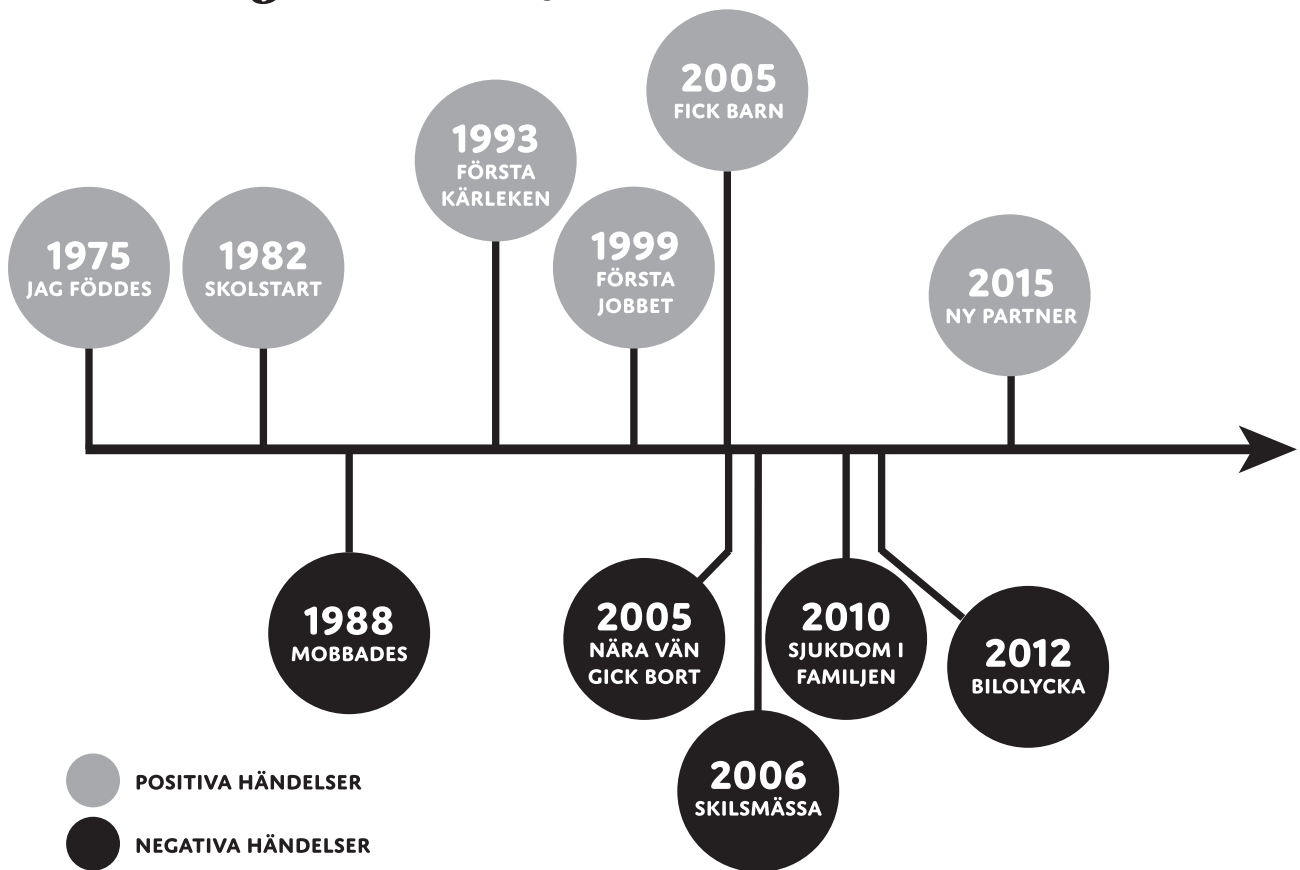 1975
JAG FÖDDES
1982
SKOLSTART
1993
FÖRSTA
KÄRLEKEN
1999
FÖRSTA
JOBBET
2005
FICK BARN
2015
NY PARTNER
1988
MOBBADES
2005
NÄRA VÄN
GICK BORT
2006
SKILSMÄSSA
2010
SJUKDOM I
FAMILJEN
2012
BILOLYCKA
POSITIVA HÄNDELSER
NEGATIVA HÄNDELSER